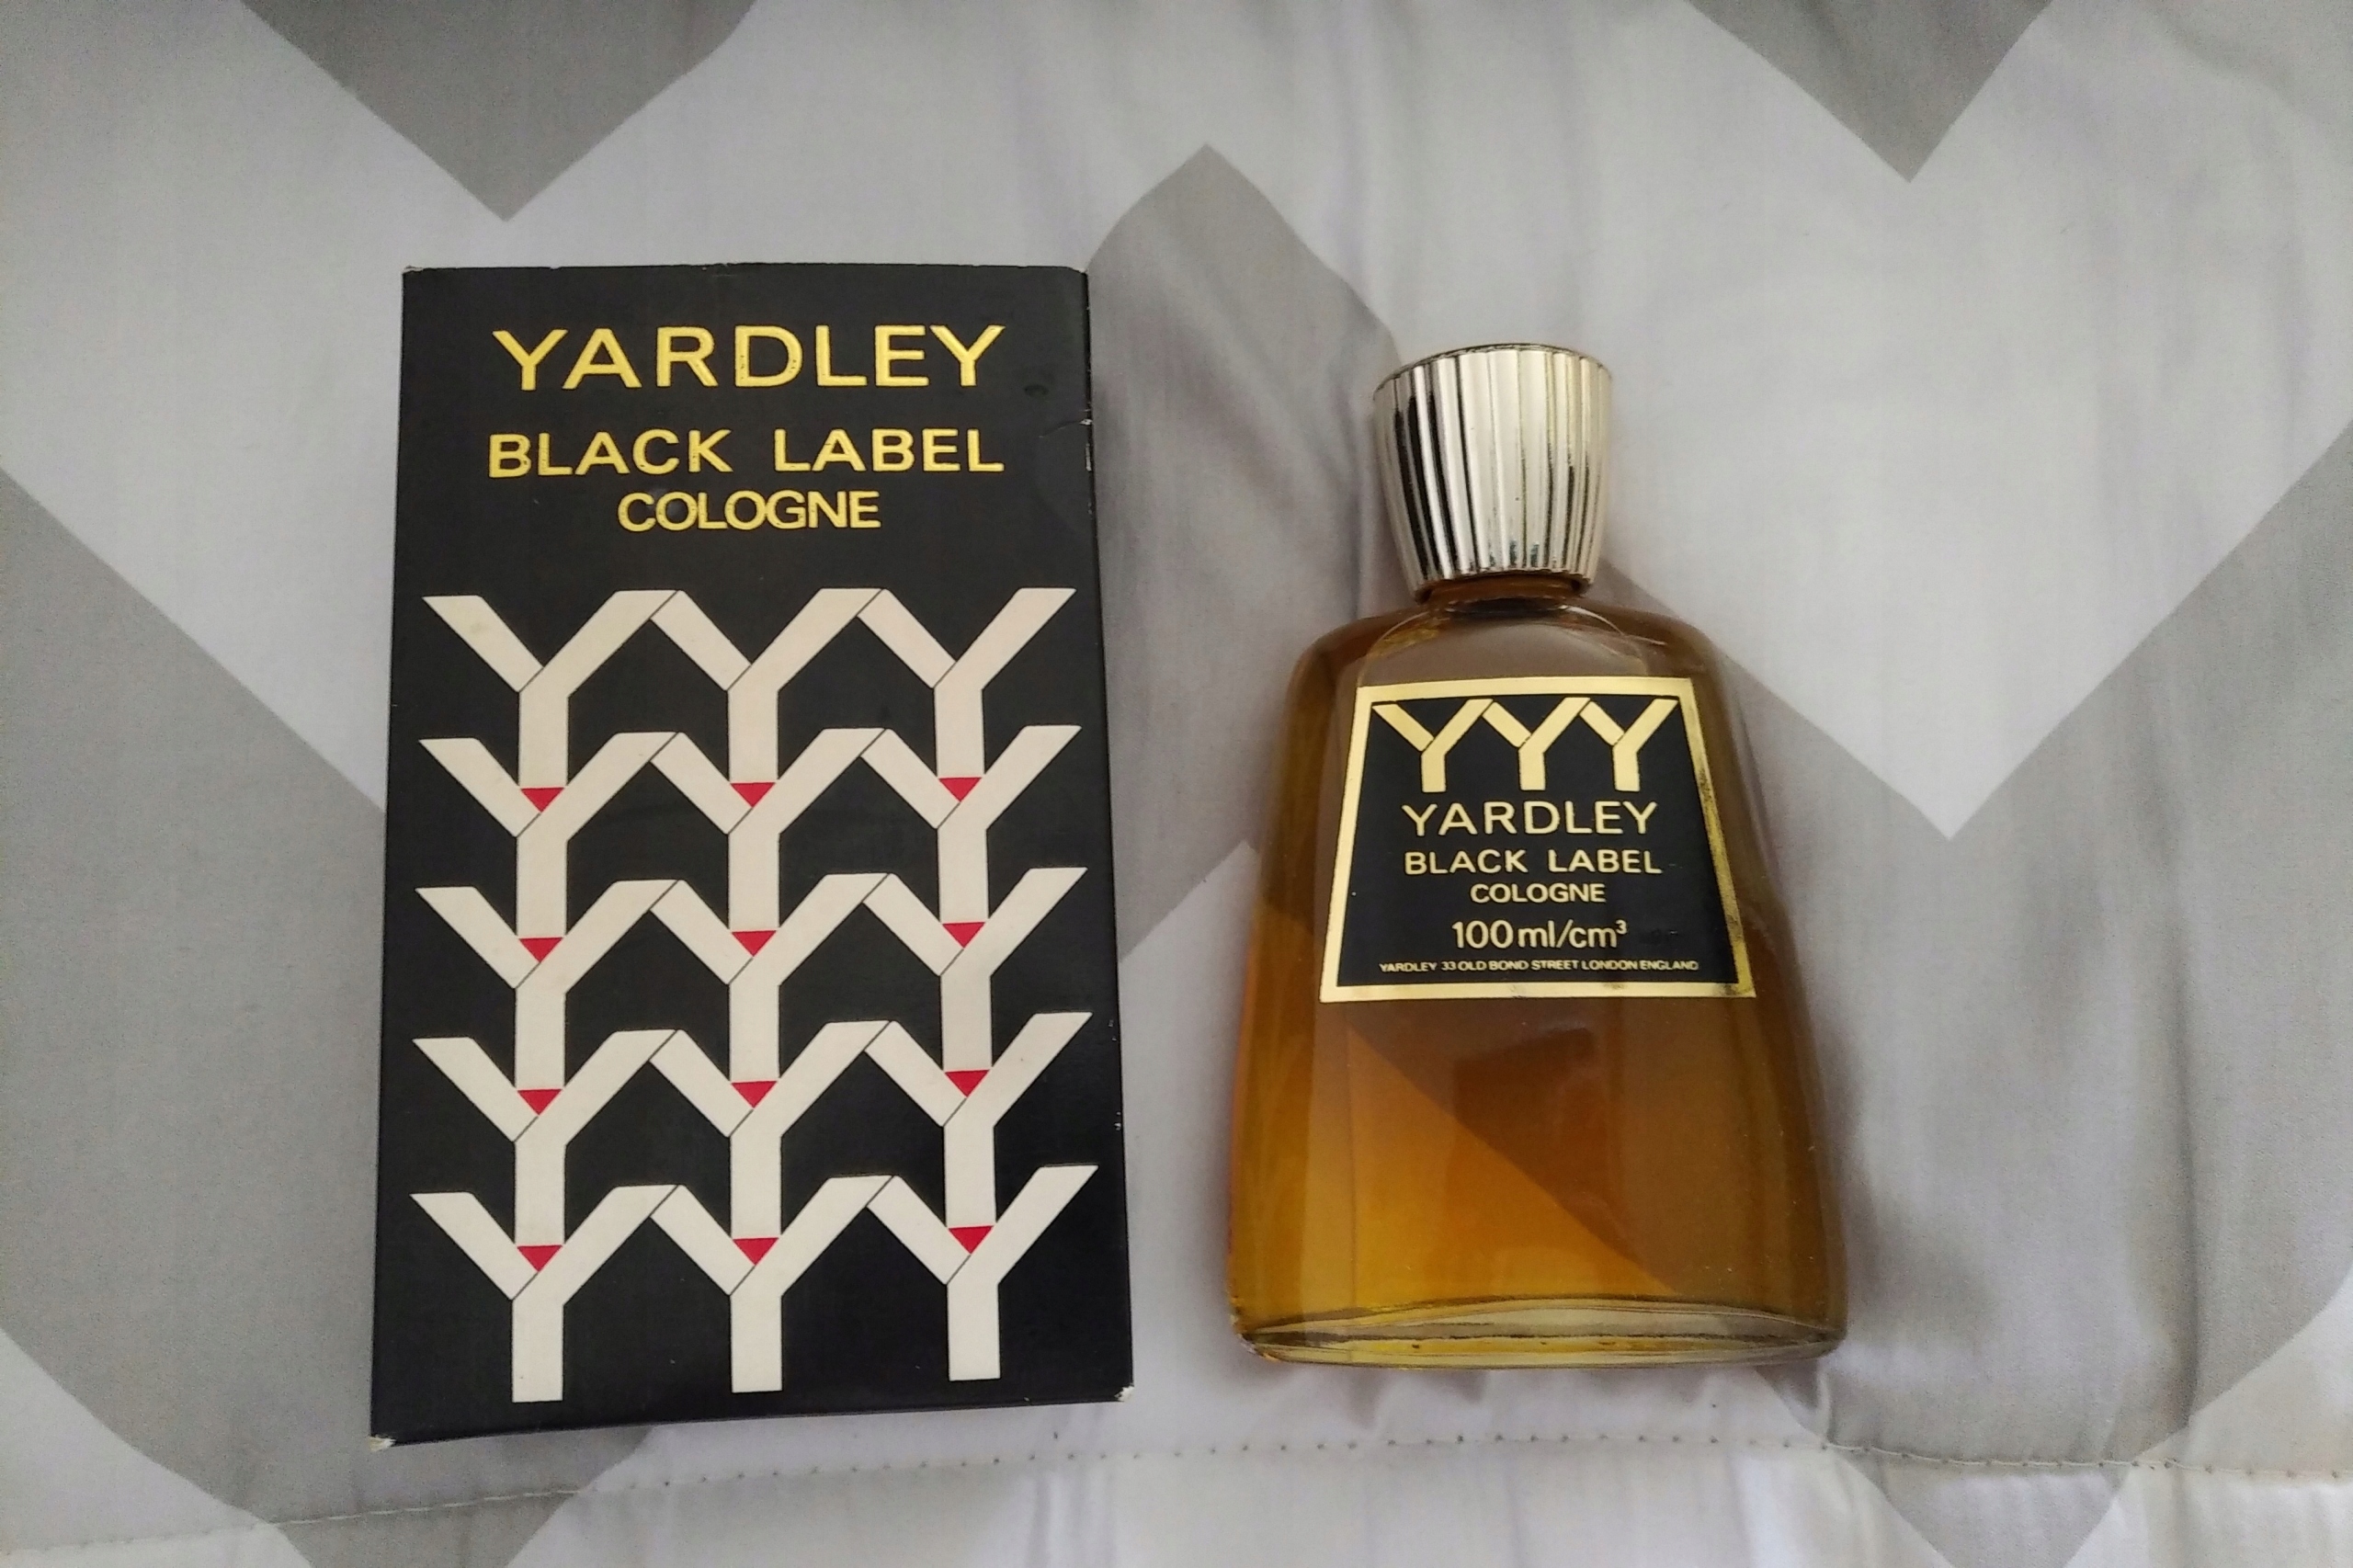 YARDLEY
BLACK LABEL
COLOGNE
YYY
YARDLEY
BLACK LABEL
COLOGNE
100 ml/cm³
YARDLEY 33 OLD BOND STREET LONDON ENGLAND